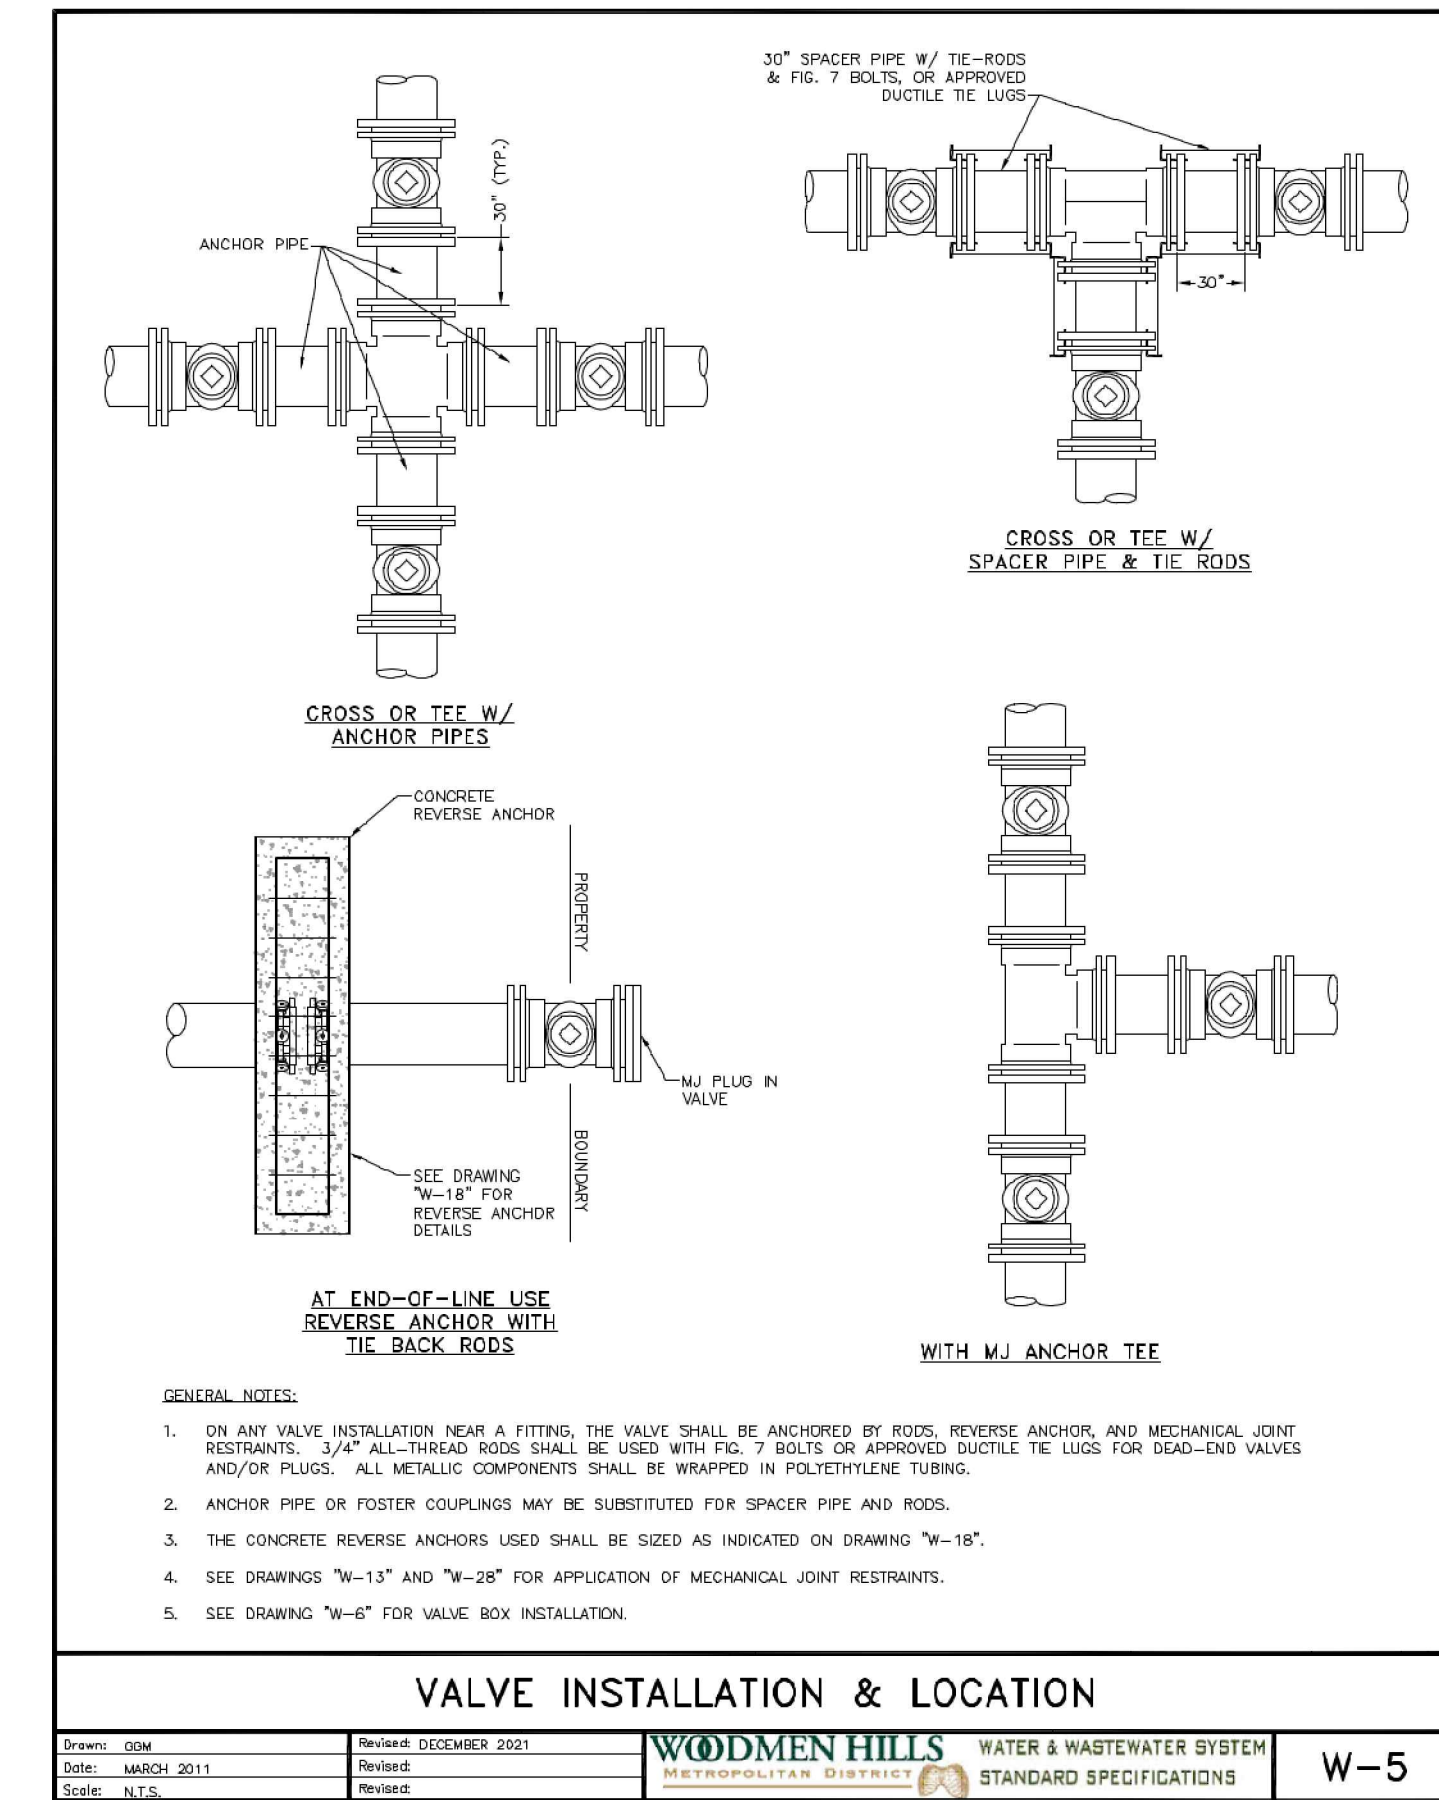 30" SPACER PIPE W/ TIE-RODS
& FIG. 7 BOLTS, OR APPROVED
DUCTILE TIE LUGS
30" (TYP.)
ANCHOR PIPE
30"
CROSS OR TEE W/
SPACER PIPE & TIE RODS
CROSS OR TEE W/
ANCHOR PIPES
CONCRETE
REVERSE ANCHOR
PROPERTY
MJ PLUG IN
VALVE
BOUNDARY
SEE DRAWING
"W-18" FOR
REVERSE ANCHOR
DETAILS
AT END-OF-LINE USE
REVERSE ANCHOR WITH
TIE BACK RODS
WITH MJ ANCHOR TEE
GENERAL NOTES:
1. ON ANY VALVE INSTALLATION NEAR A FITTING, THE VALVE SHALL BE ANCHORED BY RODS, REVERSE ANCHOR, AND MECHANICAL JOINT
RESTRAINTS. 3/4" ALL-THREAD RODS SHALL BE USED WITH FIG. 7 BOLTS OR APPROVED DUCTILE TIE LUGS FOR DEAD-END VALVES
AND/OR PLUGS. ALL METALLIC COMPONENTS SHALL BE WRAPPED IN POLYETHYLENE TUBING.
2. ANCHOR PIPE OR FOSTER COUPLINGS MAY BE SUBSTITUTED FOR SPACER PIPE AND RODS.
3. THE CONCRETE REVERSE ANCHORS USED SHALL BE SIZED AS INDICATED ON DRAWING "W-18".
4. SEE DRAWINGS "W-13" AND "W-28" FOR APPLICATION OF MECHANICAL JOINT RESTRAINTS.
5. SEE DRAWING "W-6" FOR VALVE BOX INSTALLATION.
VALVE INSTALLATION & LOCATION
Drawn: GGM
Date: MARCH 2011
Scale: N.T.S.
Revised: DECEMBER 2021
Revised:
Revised:
WOODMEN HILLS
METROPOLITAN DISTRICT
WATER & WASTEWATER SYSTEM
STANDARD SPECIFICATIONS
W-5